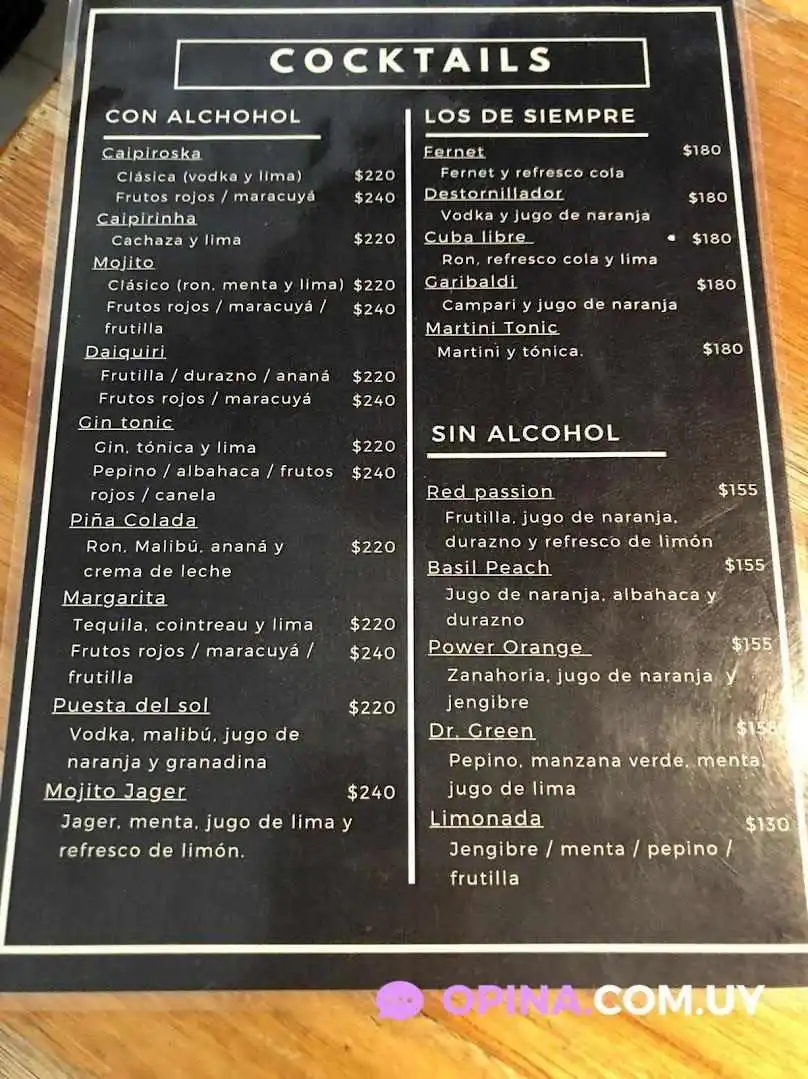 COCKTAILS
CON ALCHOHOL
Caipiroska
Clásica (vodka y lima) $220
Frutos rojos / maracuyá $240
Caipirinha
Cachaza y lima $220
Mojito
Clásico (ron, menta y lima) $220
Frutos rojos / maracuyá / $240
frutilla
Daiquiri
Frutilla / durazno / ananá $220
Frutos rojos / maracuyá $240
Gin tonic
Gin, tónica y lima $220
Pepino / albahaca / frutos $240
rojos / canela
Piña Colada
Ron, Malibú, ananá y $220
crema de leche
Margarita
Tequila, cointreau y lima $220
Frutos rojos / maracuyá / $240
frutilla
Puesta del sol $220
Vodka, malibú, jugo de
naranja y granadina
Mojito Jager $240
Jager, menta, jugo de lima y
refresco de limón.
LOS DE SIEMPRE
Fernet $180
Fernet y refresco cola
Destornillador $180
Vodka y jugo de naranja
Cuba libre $180
Ron, refresco cola y lima
Garibaldi $180
Campari y jugo de naranja
Martini Tonic
Martini y tónica. $180
SIN ALCOHOL
Red passion $155
Frutilla, jugo de naranja,
durazno y refresco de limón
Basil Peach $155
Jugo de naranja, albahaca y
durazno
Power Orange $155
Zanahoria, jugo de naranja y
jengibre
Dr. Green $155
Pepino, manzana verde, menta,
jugo de lima
Limonada $130
Jengibre / menta / pepino /
frutilla
OPINA.COM.UY